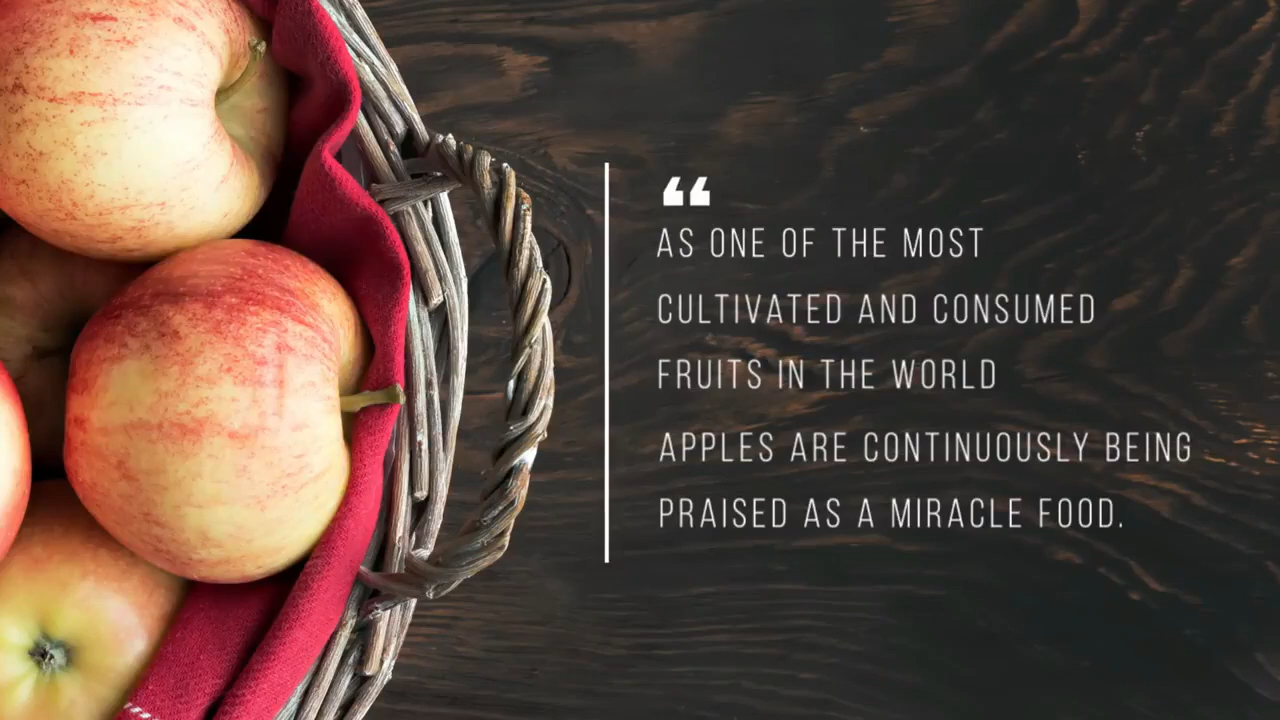 “
AS ONE OF THE MOST
CULTIVATED AND CONSUMED
FRUITS IN THE WORLD
APPLES ARE CONTINUOUSLY BEING
PRAISED AS A MIRACLE FOOD.